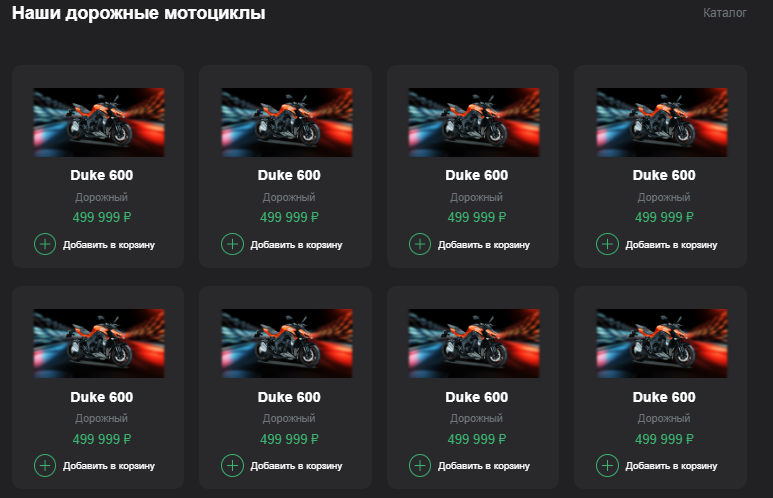 Наши дорожные мотоциклы
Каталог
Duke 600
Дорожный
499 999 ₽
Добавить в корзину
Duke 600
Дорожный
499 999 ₽
Добавить в корзину
Duke 600
Дорожный
499 999 ₽
Добавить в корзину
Duke 600
Дорожный
499 999 ₽
Добавить в корзину
Duke 600
Дорожный
499 999 ₽
Добавить в корзину
Duke 600
Дорожный
499 999 ₽
Добавить в корзину
Duke 600
Дорожный
499 999 ₽
Добавить в корзину
Duke 600
Дорожный
499 999 ₽
Добавить в корзину